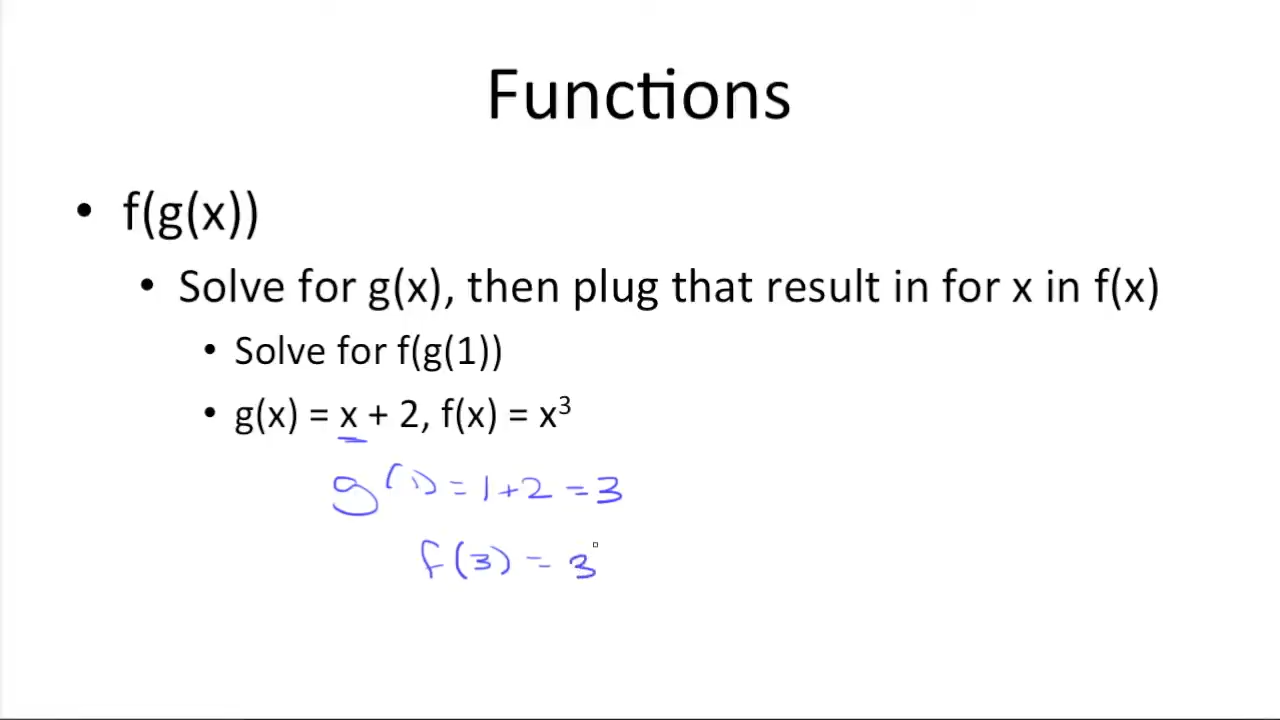 Functions
• f(g(x))
• Solve for g(x), then plug that result in for x in f(x)
• Solve for f(g(1))
• g(x) = x + 2, f(x) = x³
g(1) = 1+2 = 3
f(3) = 3